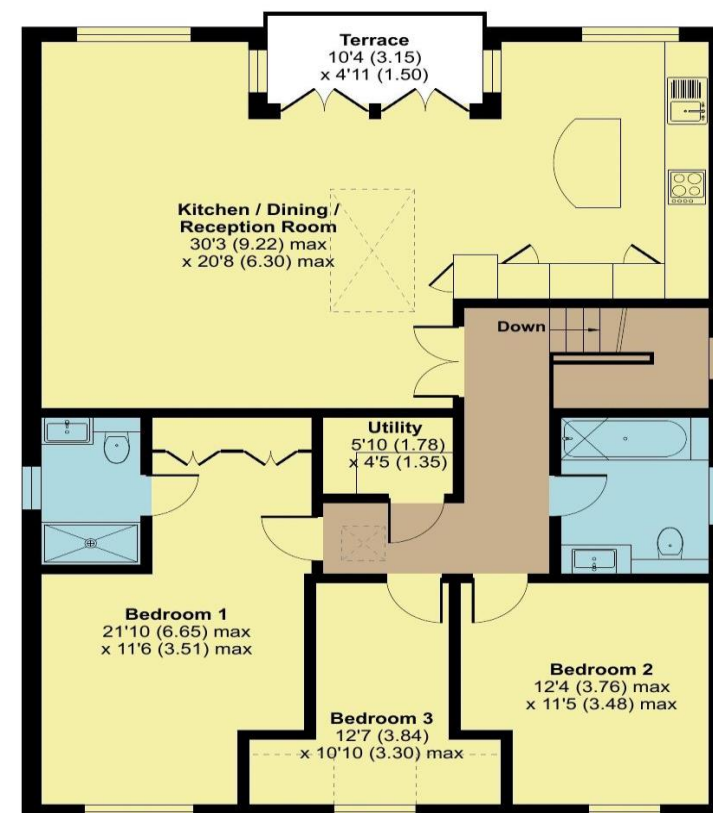 Terrace
10'4 (3.15)
x 4'11 (1.50)
Kitchen / Dining /
Reception Room
30'3 (9.22) max
x 20'8 (6.30) max
Down
Utility
5'10 (1.78)
x 4'5 (1.35)
Bedroom 1
21'10 (6.65) max
x 11'6 (3.51) max
Bedroom 3
12'7 (3.84)
x 10'10 (3.30) max
Bedroom 2
12'4 (3.76) max
x 11'5 (3.48) max